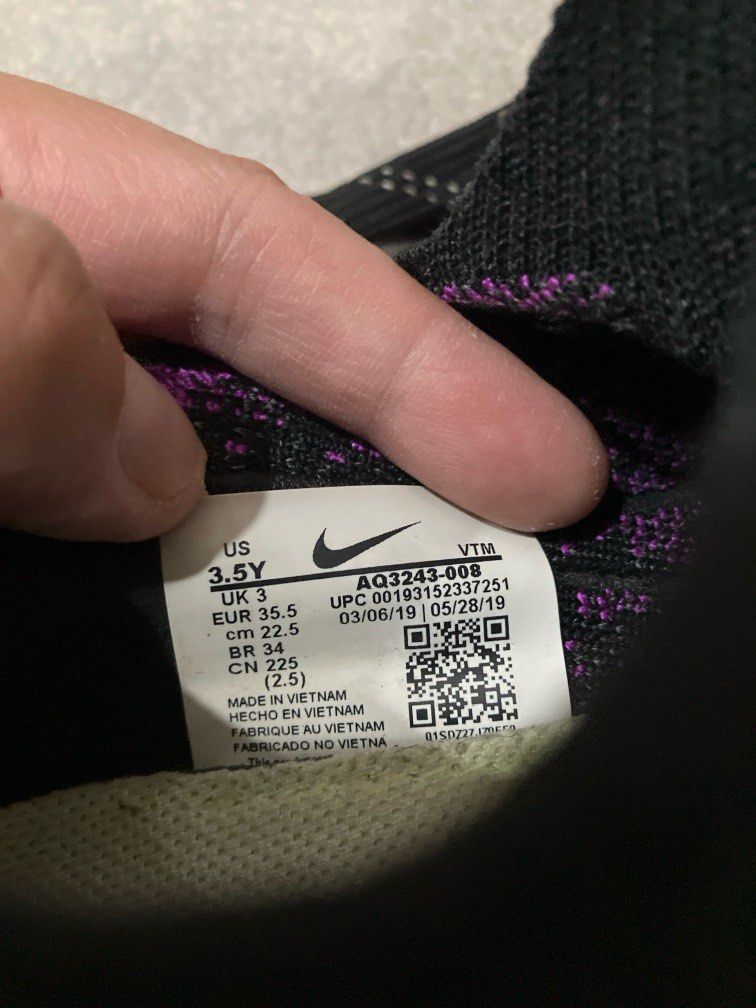 US
3.5Y
UK 3
EUR 35.5
cm 22.5
BR 34
CN 225
(2.5)
VTM
AQ3243-008
UPC 00193152337251
03/06/19 | 05/28/19
MADE IN VIETNAM
HECHO EN VIETNAM
FABRIQUE AU VIETNAM
FABRICADO NO VIETNA